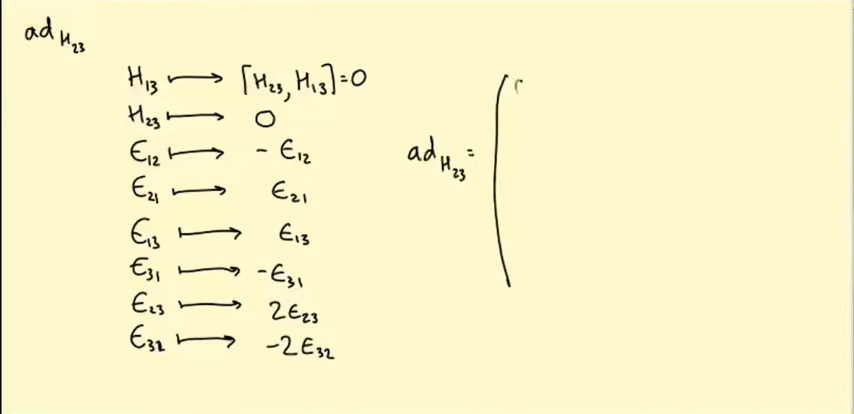 ad_{H_{23}}
H_{13} ⟼ [H_{23}, H_{13}] = 0
H_{23} ⟼ 0
E_{12} ⟼ - E_{12}
E_{21} ⟼ E_{21}
E_{13} ⟼ E_{13}
E_{31} ⟼ -E_{31}
E_{23} ⟼ 2E_{23}
E_{32} ⟼ -2E_{32}
ad_{H_{23}} = (